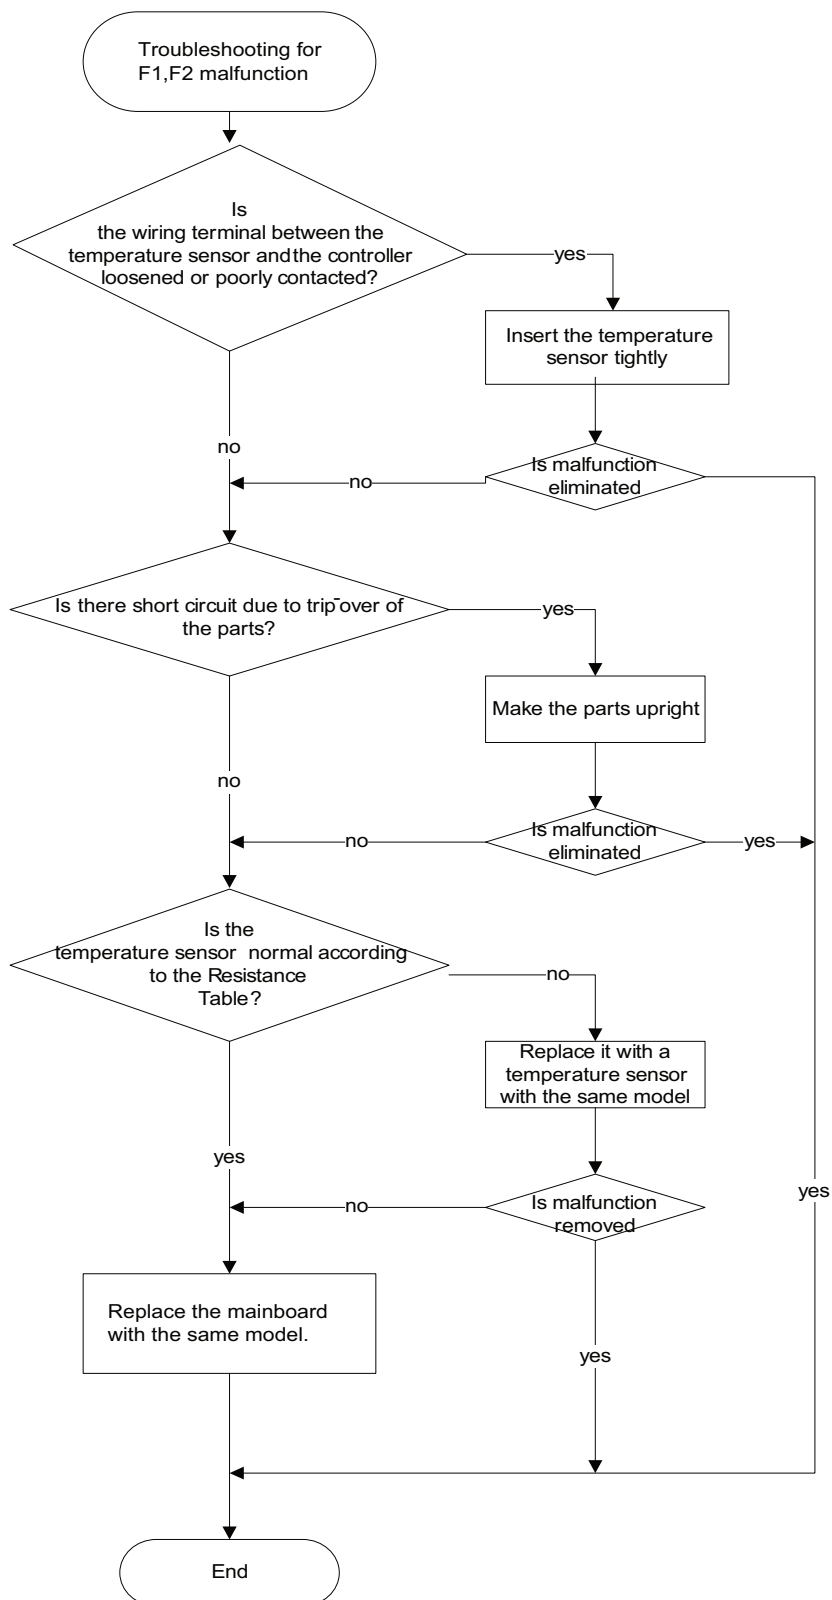 Troubleshooting for
F1,F2 malfunction
Is
the wiring terminal between the
temperature sensor and the controller
loosened or poorly contacted?
yes
Insert the temperature
sensor tightly
no
Is malfunction
eliminated
no
Is there short circuit due to trip-over of
the parts?
yes
Make the parts upright
no
Is malfunction
eliminated
no
yes
Is the
temperature sensor normal according
to the Resistance
Table?
no
Replace it with a
temperature sensor
with the same model
yes
yes
Is malfunction
removed
no
Replace the mainboard
with the same model.
yes
End